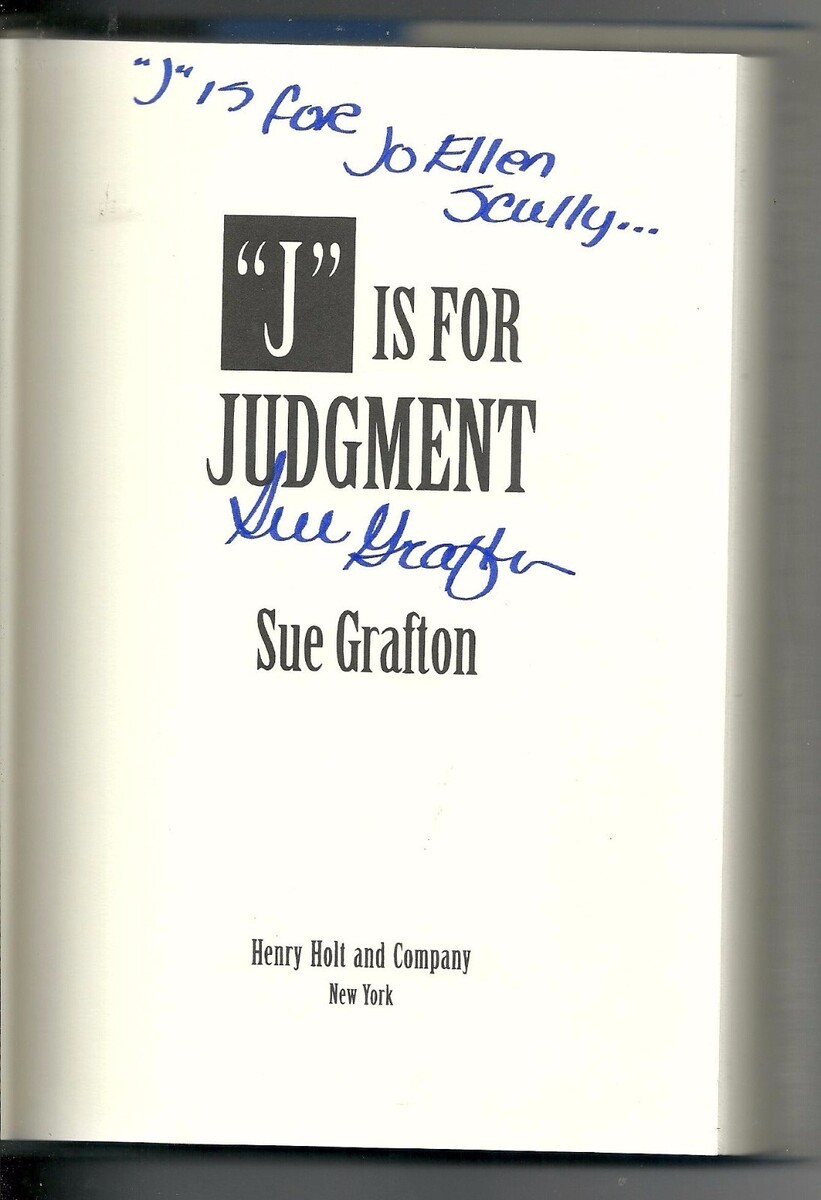 "J" is for
Jo Ellen
Scully...
"J" IS FOR
JUDGMENT
Sue Grafton
Sue Grafton
Henry Holt and Company
New York